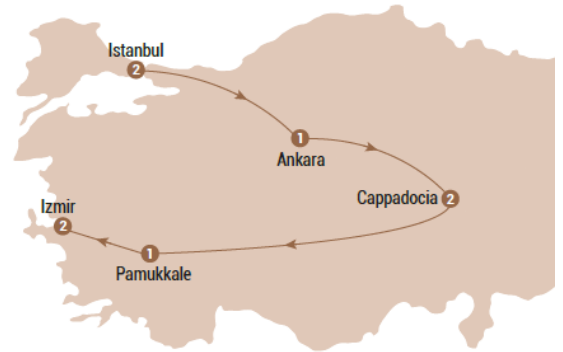 Istanbul
2
1
Ankara
Cappadocia 2
Izmir
2
1
Pamukkale